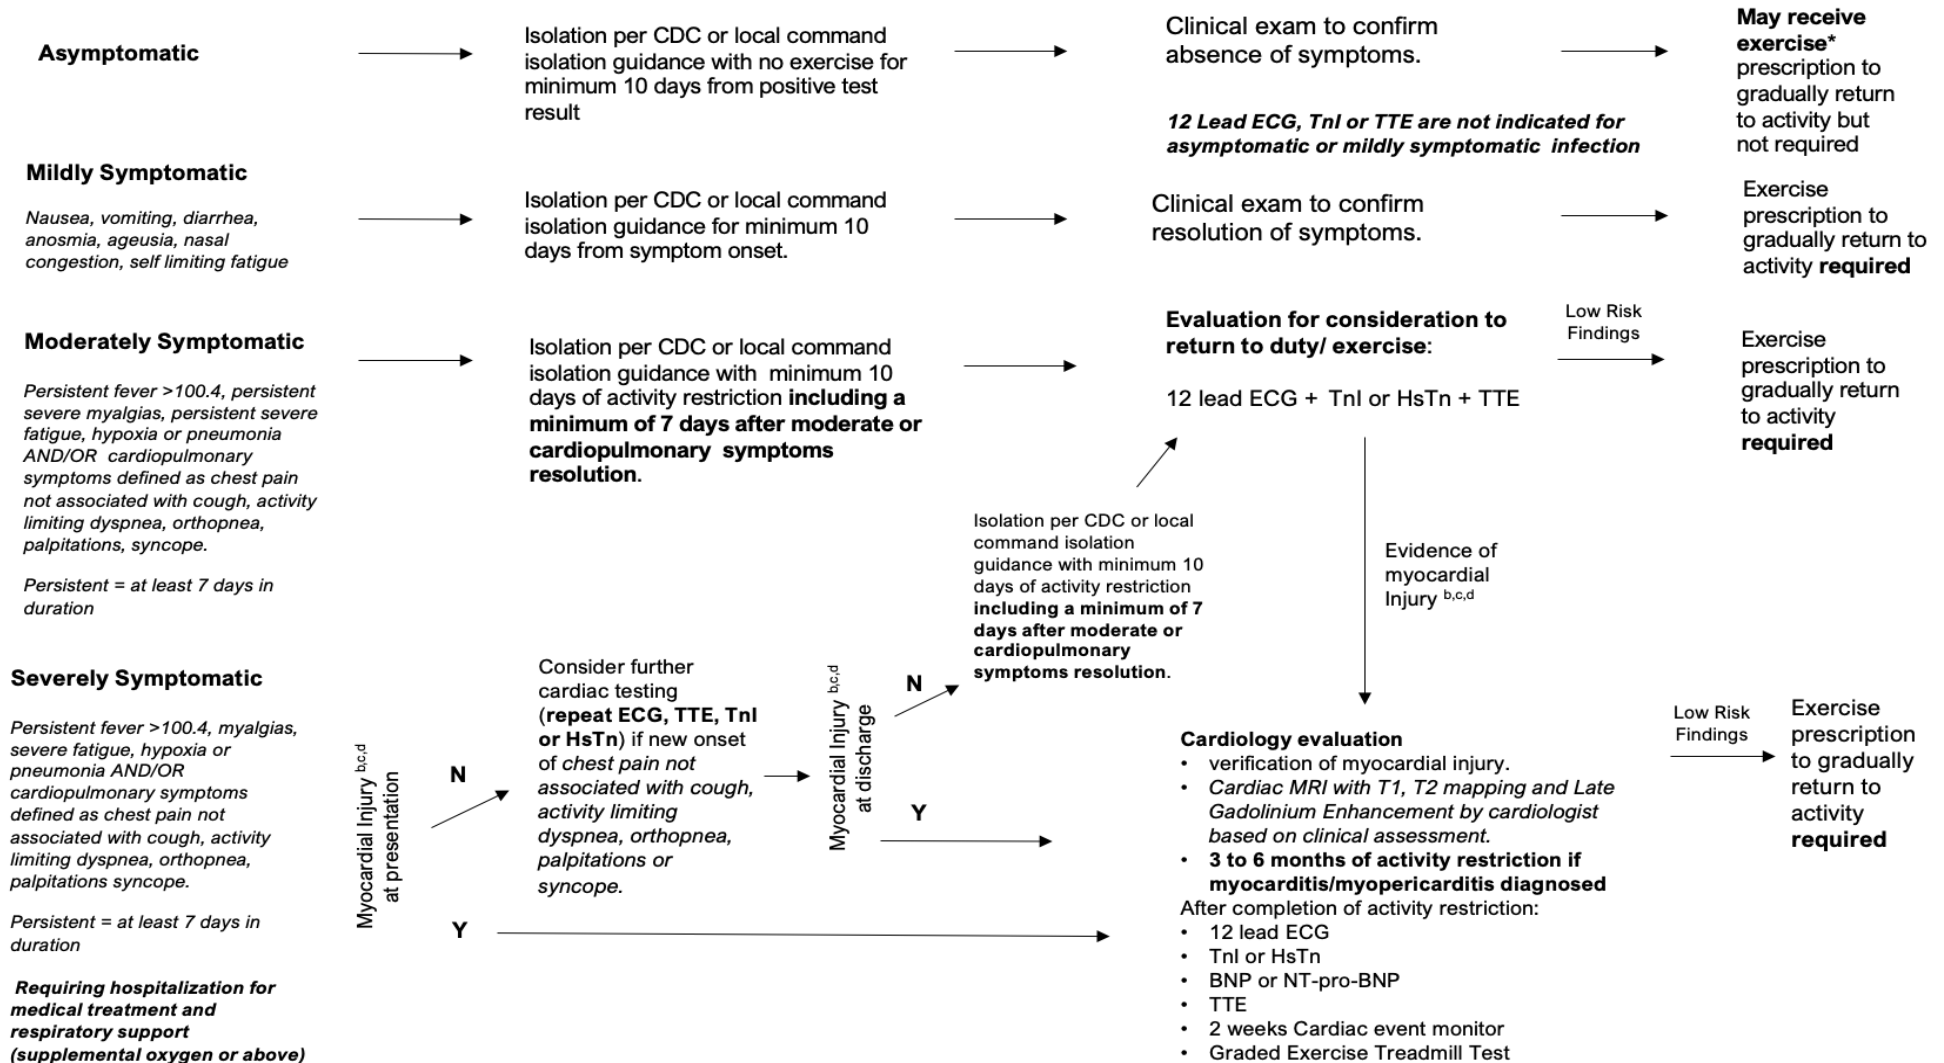 Asymptomatic
Isolation per CDC or local command
isolation guidance with no exercise for
minimum 10 days from positive test
result
Clinical exam to confirm
absence of symptoms.
12 Lead ECG, TnI or TTE are not indicated for
asymptomatic or mildly symptomatic infection
May receive
exercise*
prescription to
gradually return
to activity but
not required
Mildly Symptomatic
Nausea, vomiting, diarrhea,
anosmia, ageusia, nasal
congestion, self limiting fatigue
Isolation per CDC or local command
isolation guidance for minimum 10
days from symptom onset.
Clinical exam to confirm
resolution of symptoms.
Exercise
prescription to
gradually return to
activity required
Moderately Symptomatic
Persistent fever >100.4, persistent
severe myalgias, persistent severe
fatigue, hypoxia or pneumonia
AND/OR cardiopulmonary
symptoms defined as chest pain
not associated with cough, activity
limiting dyspnea, orthopnea,
palpitations, syncope.
Persistent = at least 7 days in
duration
Isolation per CDC or local command
isolation guidance with minimum 10
days of activity restriction including a
minimum of 7 days after moderate or
cardiopulmonary symptoms
resolution.
Evaluation for consideration to
return to duty/ exercise:
12 lead ECG + TnI or HsTn + TTE
Low Risk
Findings
Exercise
prescription to
gradually return
to activity
required
Isolation per CDC or local
command isolation
guidance with minimum 10
days of activity restriction
including a minimum of 7
days after moderate or
cardiopulmonary
symptoms resolution.
Evidence of
myocardial
Injury b,c,d
Severely Symptomatic
Persistent fever >100.4, myalgias,
severe fatigue, hypoxia or
pneumonia AND/OR
cardiopulmonary symptoms
defined as chest pain not
associated with cough, activity
limiting dyspnea, orthopnea,
palpitations syncope.
Persistent = at least 7 days in
duration
Requiring hospitalization for
medical treatment and
respiratory support
(supplemental oxygen or above)
Myocardial Injury b,c,d
at presentation
N
Y
Consider further
cardiac testing
(repeat ECG, TTE, TnI
or HsTn) if new onset
of chest pain not
associated with cough,
activity limiting
dyspnea, orthopnea,
palpitations or
syncope.
Myocardial Injury b,c,d
at discharge
N
Y
Cardiology evaluation
• verification of myocardial injury.
• Cardiac MRI with T1, T2 mapping and Late
Gadolinium Enhancement by cardiologist
based on clinical assessment.
• 3 to 6 months of activity restriction if
myocarditis/myopericarditis diagnosed
After completion of activity restriction:
• 12 lead ECG
• TnI or HsTn
• BNP or NT-pro-BNP
• TTE
• 2 weeks Cardiac event monitor
• Graded Exercise Treadmill Test
Low Risk
Findings
Exercise
prescription
to gradually
return to
activity
required